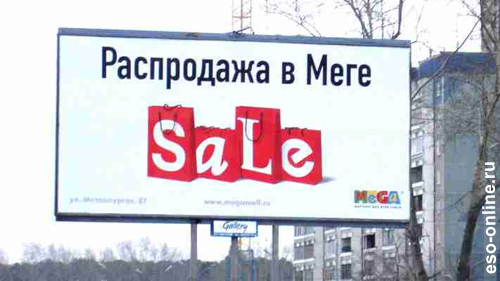 Распродажа в Меге
SaLe
MEGA
ул. Металлургов, 87
www.megamall.ru
Gallery
eso-online.ru